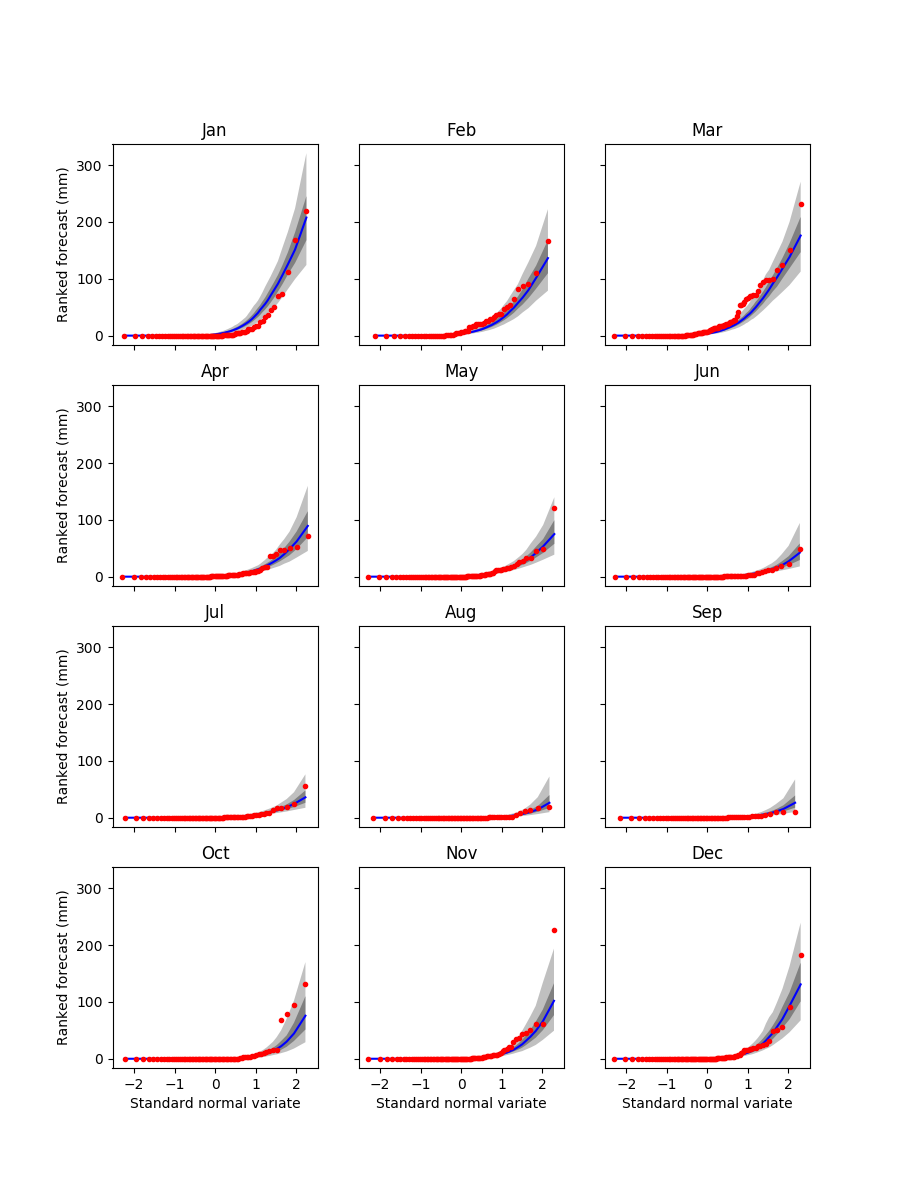 Jan Feb Mar
Ranked forecast (mm)
300
200
100
0
Apr May Jun
Ranked forecast (mm)
300
200
100
0
Jul Aug Sep
Ranked forecast (mm)
300
200
100
0
Oct Nov Dec
Ranked forecast (mm)
300
200
100
0
−2 −1 0 1 2 −2 −1 0 1 2 −2 −1 0 1 2
Standard normal variate Standard normal variate Standard normal variate